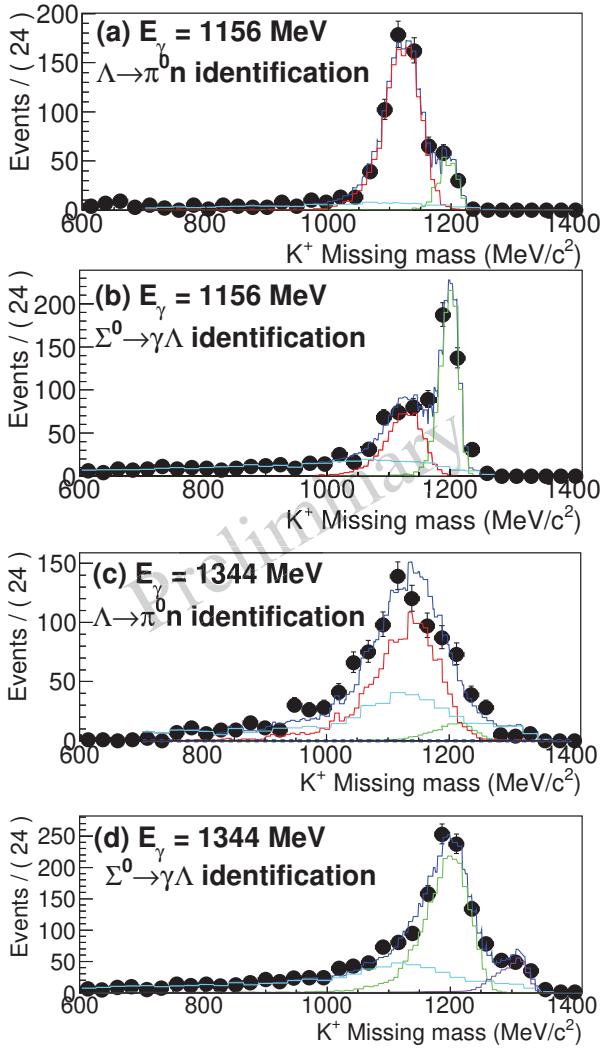 (a) Eγ = 1156 MeV
Λ→π⁰n identification
Events / ( 24 )
200
150
100
50
0
600 800 1000 1200 1400
K⁺ Missing mass (MeV/c²)
(b) Eγ = 1156 MeV
Σ⁰→γΛ identification
Events / ( 24 )
200
150
100
50
0
600 800 1000 1200 1400
K⁺ Missing mass (MeV/c²)
Preliminary
(c) Eγ = 1344 MeV
Λ→π⁰n identification
Events / ( 24 )
150
100
50
0
600 800 1000 1200 1400
K⁺ Missing mass (MeV/c²)
(d) Eγ = 1344 MeV
Σ⁰→γΛ identification
Events / ( 24 )
250
200
150
100
50
0
600 800 1000 1200 1400
K⁺ Missing mass (MeV/c²)